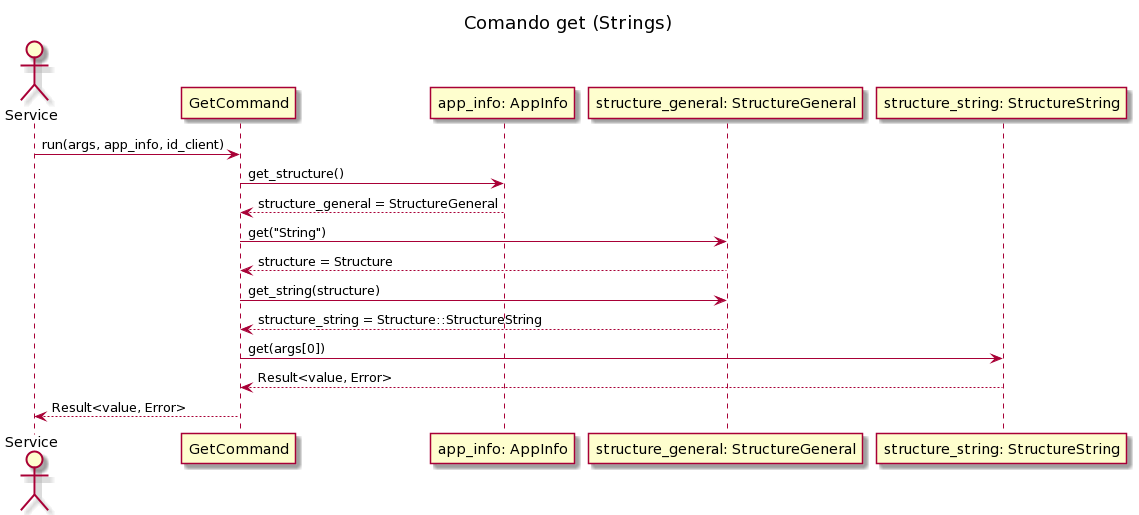 Comando get (Strings)
Service
GetCommand
app_info: AppInfo
structure_general: StructureGeneral
structure_string: StructureString
run(args, app_info, id_client)
get_structure()
structure_general = StructureGeneral
get("String")
structure = Structure
get_string(structure)
structure_string = Structure::StructureString
get(args[0])
Result<value, Error>
Result<value, Error>
Service
GetCommand
app_info: AppInfo
structure_general: StructureGeneral
structure_string: StructureString